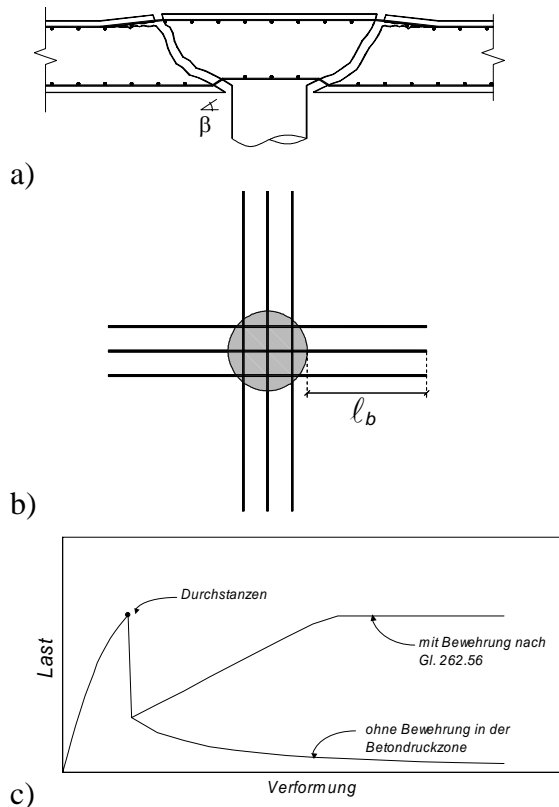 β
a)
ℓb
b)
Durchstanzen
Last
mit Bewehrung nach
Gl. 262.56
ohne Bewehrung in der
Betondruckzone
Verformung
c)